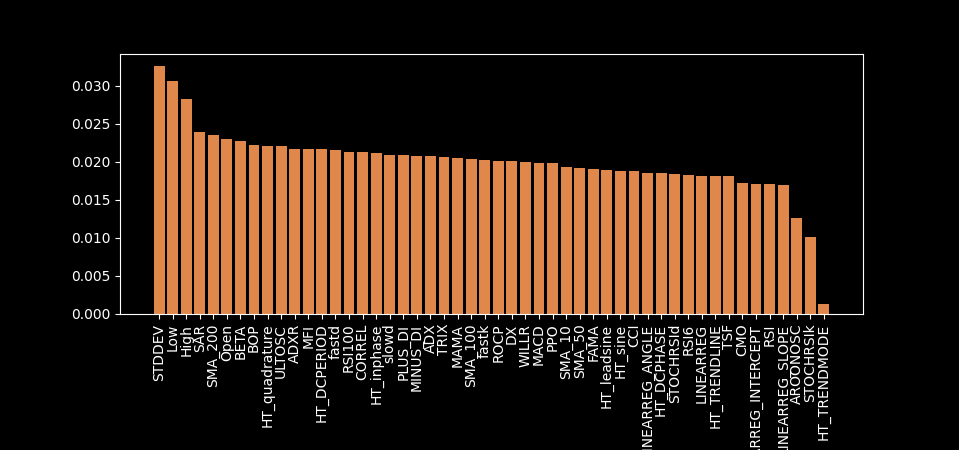 0.030
0.025
0.020
0.015
0.010
0.005
0.000
STDDEV
Low
High
SAR
SMA_200
Open
BETA
BOP
HT_quadrature
ULTOSC
ADXR
MFI
HT_DCPERIOD
fastd
RSI100
CORREL
HT_inphase
slowd
PLUS_DI
MINUS_DI
ADX
TRIX
MAMA
SMA_100
fastk
ROCP
DX
WILLR
MACD
PPO
SMA_10
SMA_50
FAMA
HT_leadsine
HT_sine
CCI
INEARREG_ANGLE
HT_DCPHASE
STOCHRSId
RSI6
LINEARREG
HT_TRENDLINE
TSF
CMO
ARREG_INTERCEPT
RSI
INEARREG_SLOPE
AROONOSC
STOCHRSIk
HT_TRENDMODE